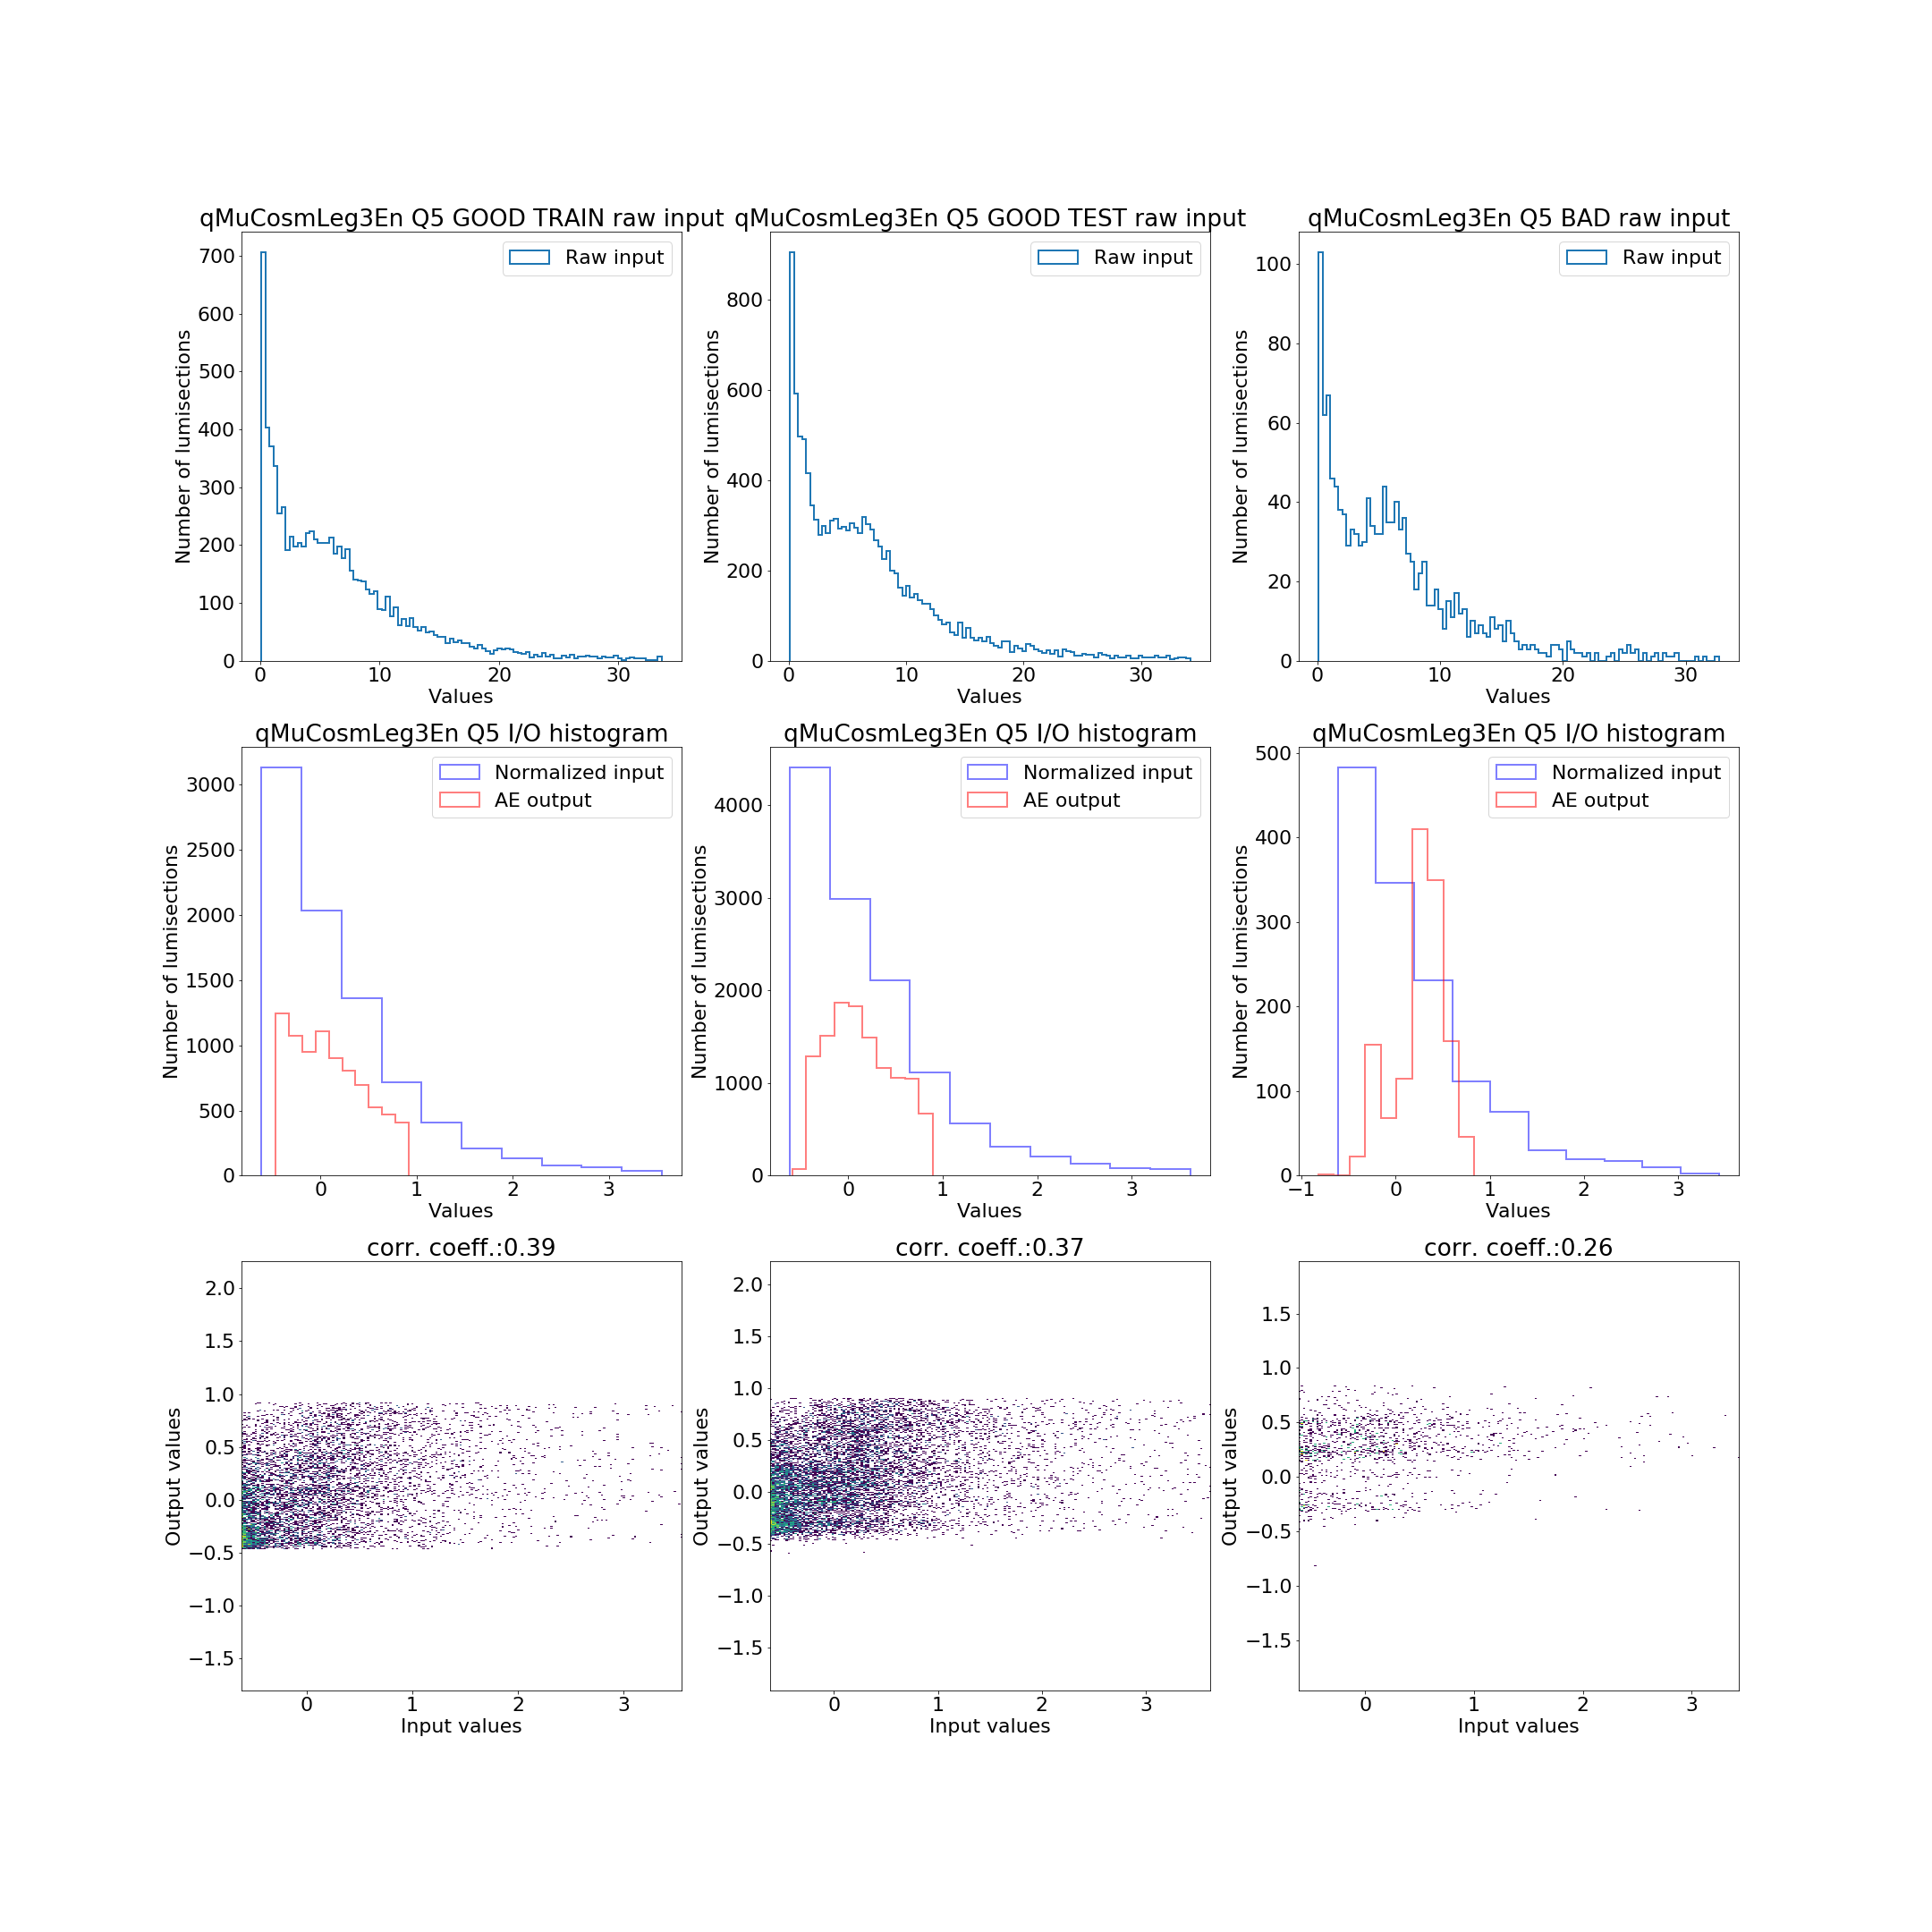 qMuCosmLeg3En Q5 GOOD TRAIN raw input
qMuCosmLeg3En Q5 GOOD TEST raw input
qMuCosmLeg3En Q5 BAD raw input
Raw input
Raw input
Raw input
Number of lumisections
700
600
500
400
300
200
100
0
0 10 20 30
Values
Number of lumisections
800
600
400
200
0
0 10 20 30
Values
Number of lumisections
100
80
60
40
20
0
0 10 20 30
Values
qMuCosmLeg3En Q5 I/O histogram
Normalized input
AE output
Number of lumisections
3000
2500
2000
1500
1000
500
0
0 1 2 3
Values
qMuCosmLeg3En Q5 I/O histogram
Normalized input
AE output
Number of lumisections
4000
3000
2000
1000
0
0 1 2 3
Values
qMuCosmLeg3En Q5 I/O histogram
Normalized input
AE output
Number of lumisections
500
400
300
200
100
0
−1 0 1 2 3
Values
corr. coeff.:0.39
Output values
2.0
1.5
1.0
0.5
0.0
−0.5
−1.0
−1.5
0 1 2 3
Input values
corr. coeff.:0.37
Output values
2.0
1.5
1.0
0.5
0.0
−0.5
−1.0
−1.5
0 1 2 3
Input values
corr. coeff.:0.26
Output values
1.5
1.0
0.5
0.0
−0.5
−1.0
−1.5
0 1 2 3
Input values